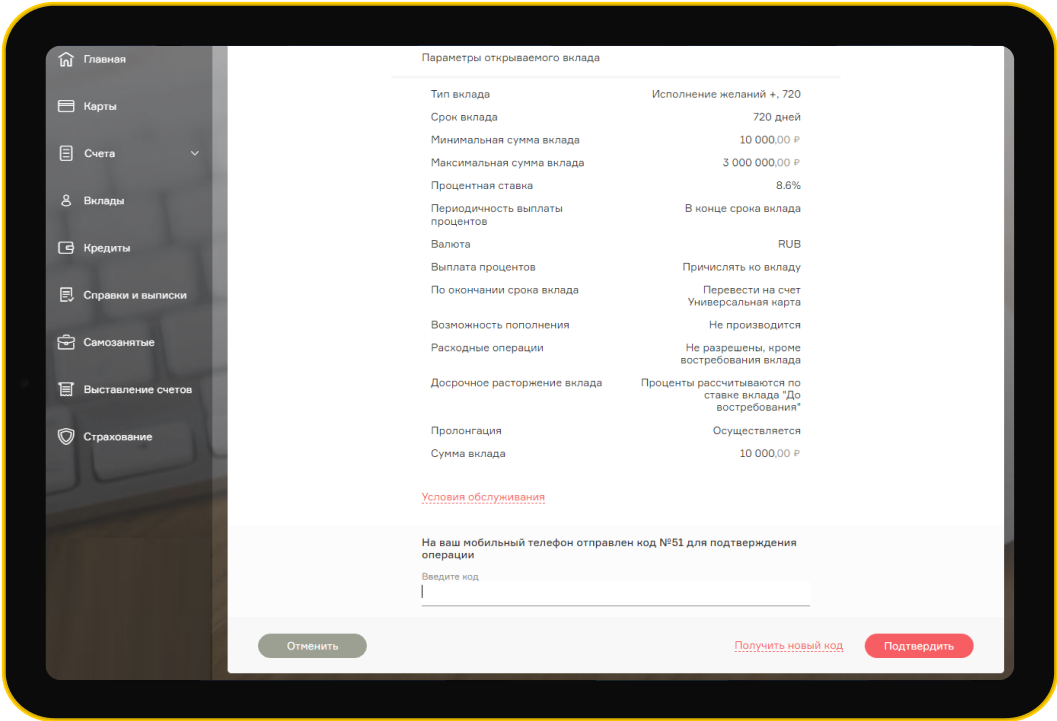 Главная
Карты
Счета
Вклады
Кредиты
Справки и выписки
Самозанятые
Выставление счетов
Страхование
Параметры открываемого вклада
Тип вклада Исполнение желаний +, 720
Срок вклада 720 дней
Минимальная сумма вклада 10 000,00 ₽
Максимальная сумма вклада 3 000 000,00 ₽
Процентная ставка 8.6%
Периодичность выплаты В конце срока вклада
процентов
Валюта RUB
Выплата процентов Причислять ко вкладу
По окончании срока вклада Перевести на счет
Универсальная карта
Возможность пополнения Не производится
Расходные операции Не разрешены, кроме
востребования вклада
Досрочное расторжение вклада Проценты рассчитываются по
ставке вклада "До
востребования"
Пролонгация Осуществляется
Сумма вклада 10 000,00 ₽
Условия обслуживания
На ваш мобильный телефон отправлен код №51 для подтверждения
операции
Введите код
Отменить
Получить новый код
Подтвердить